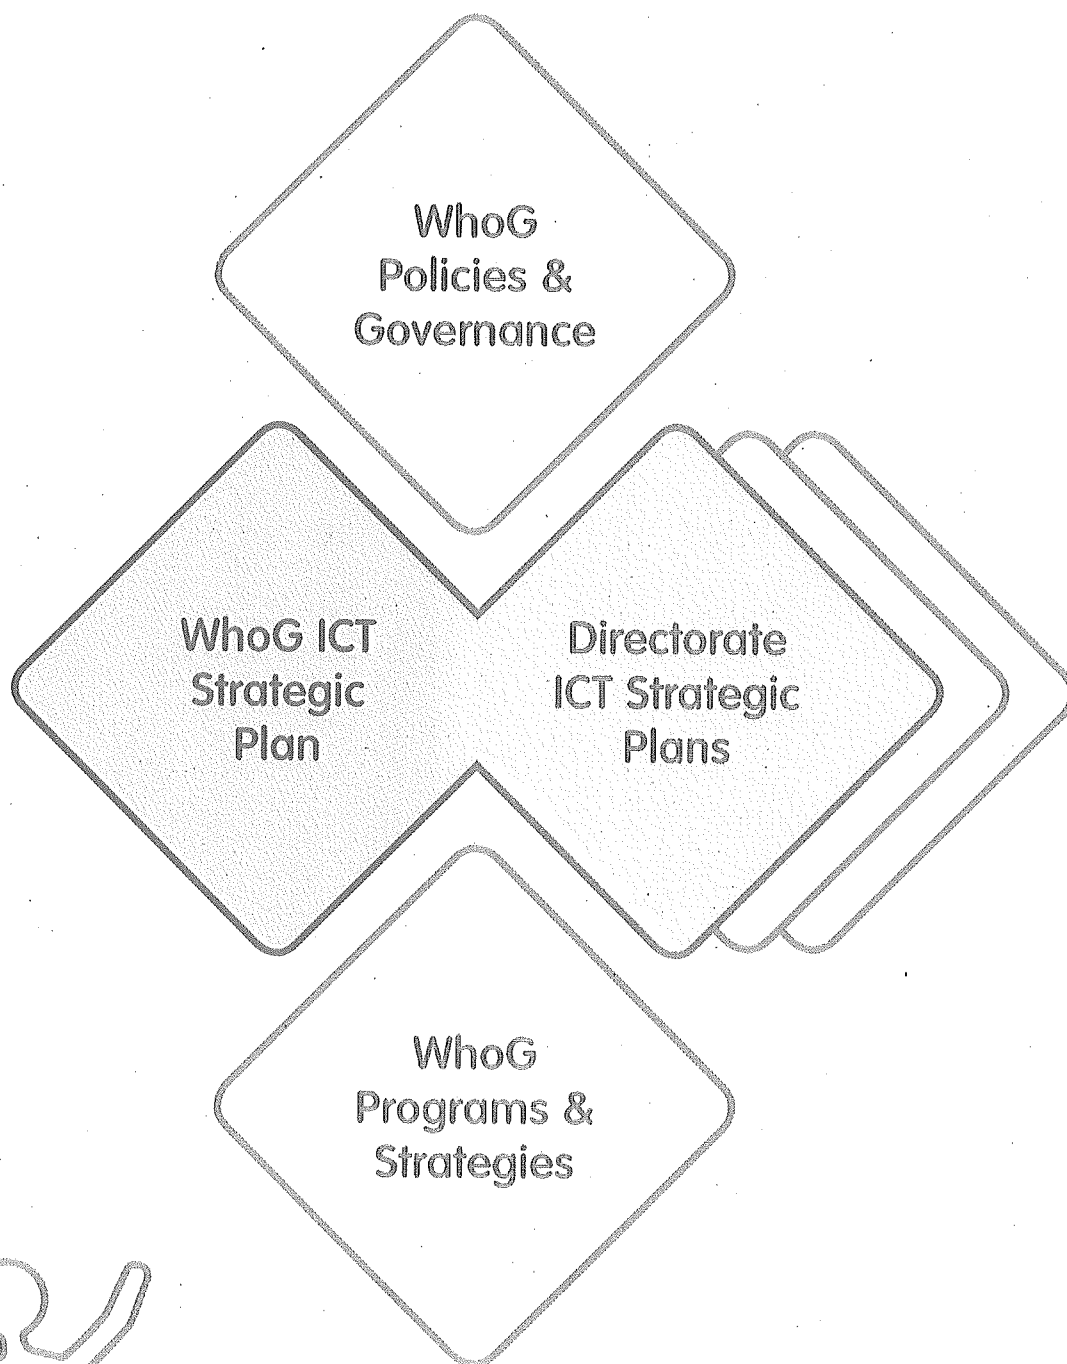 WhoG
Policies &
Governance
WhoG ICT
Strategic
Plan
Directorate
ICT Strategic
Plans
WhoG
Programs &
Strategies